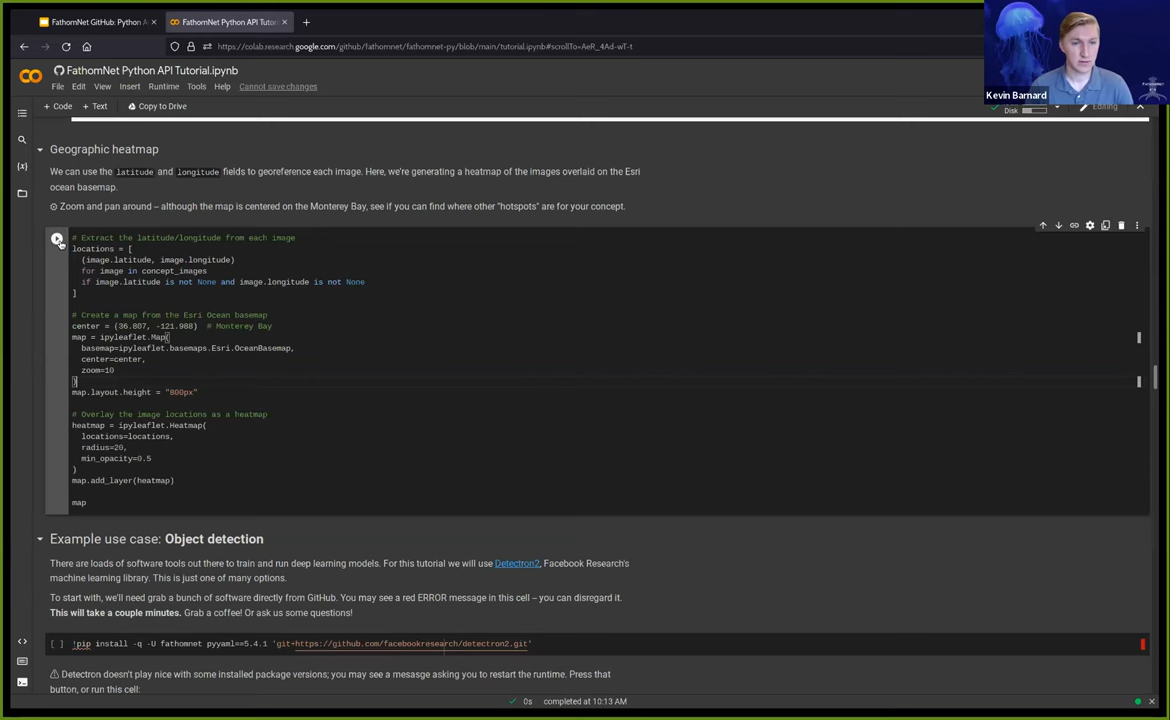 FathomNet GitHub: Python A
FathomNet Python API Tutor
https://colab.research.google.com/github/fathomnet/fathomnet-py/blob/main/tutorial.ipynb#scrollTo=AeR_4Ad-wT-t
FathomNet Python API Tutorial.ipynb
File Edit View Insert Runtime Tools Help Cannot save changes
+ Code + Text Copy to Drive
Disk
Editing
Kevin Barnard
Geographic heatmap
We can use the latitude and longitude fields to georeference each image. Here, we're generating a heatmap of the images overlaid on the Esri
ocean basemap.
Zoom and pan around – although the map is centered on the Monterey Bay, see if you can find where other "hotspots" are for your concept.
# Extract the latitude/longitude from each image
locations = [
(image.latitude, image.longitude)
for image in concept_images
if image.latitude is not None and image.longitude is not None
]
# Create a map from the Esri Ocean basemap
center = (36.807, -121.988) # Monterey Bay
map = ipyleaflet.Map(
basemap=ipyleaflet.basemaps.Esri.OceanBasemap,
center=center,
zoom=10
)
map.layout.height = "800px"
# Overlay the image locations as a heatmap
heatmap = ipyleaflet.Heatmap(
locations=locations,
radius=20,
min_opacity=0.5
)
map.add_layer(heatmap)
map
Example use case: Object detection
There are loads of software tools out there to train and run deep learning models. For this tutorial we will use Detectron2, Facebook Research's
machine learning library. This is just one of many options.
To start with, we'll need grab a bunch of software directly from GitHub. You may see a red ERROR message in this cell – you can disregard it.
This will take a couple minutes. Grab a coffee! Or ask us some questions!
[ ] !pip install -q -U fathomnet pyyaml==5.4.1 'git+https://github.com/facebookresearch/detectron2.git'
⚠ Detectron doesn't play nice with some installed package versions; you may see a mesasge asking you to restart the runtime. Press that
button, or run this cell:
0s completed at 10:13 AM